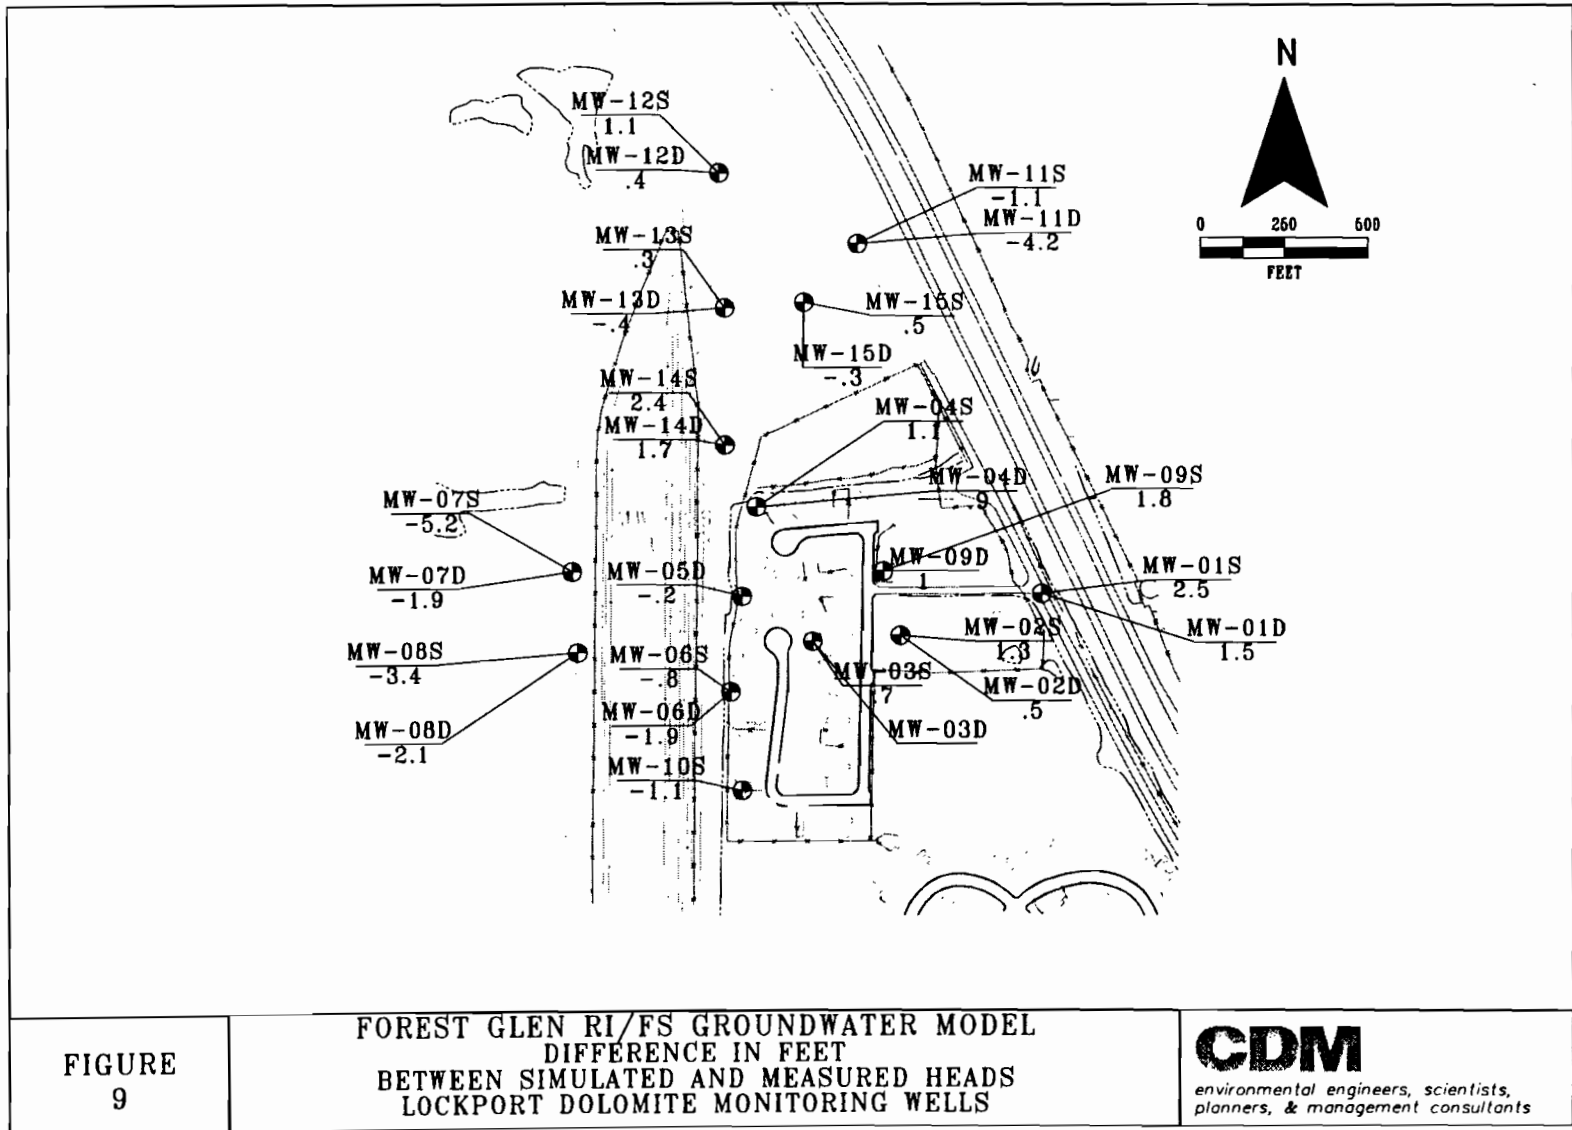 N
0 250 500
FEET
MW-12S
1.1
MW-12D
.4
MW-11S
-1.1
MW-11D
-4.2
MW-13S
.3
MW-13D
-.4
MW-15S
.5
MW-15D
-.3
MW-14S
2.4
MW-14D
1.7
MW-04S
1.1
MW-04D
.9
MW-09S
1.8
MW-09D
1
MW-07S
-5.2
MW-07D
-1.9
MW-05D
-.2
MW-01S
2.5
MW-01D
1.5
MW-02S
1.3
MW-02D
.5
MW-08S
-3.4
MW-08D
-2.1
MW-06S
-.8
MW-06D
-1.9
MW-03S
.7
MW-03D
MW-10S
-1.1
FIGURE
9
FOREST GLEN RI/FS GROUNDWATER MODEL
DIFFERENCE IN FEET
BETWEEN SIMULATED AND MEASURED HEADS
LOCKPORT DOLOMITE MONITORING WELLS
CDM
environmental engineers, scientists,
planners, & management consultants